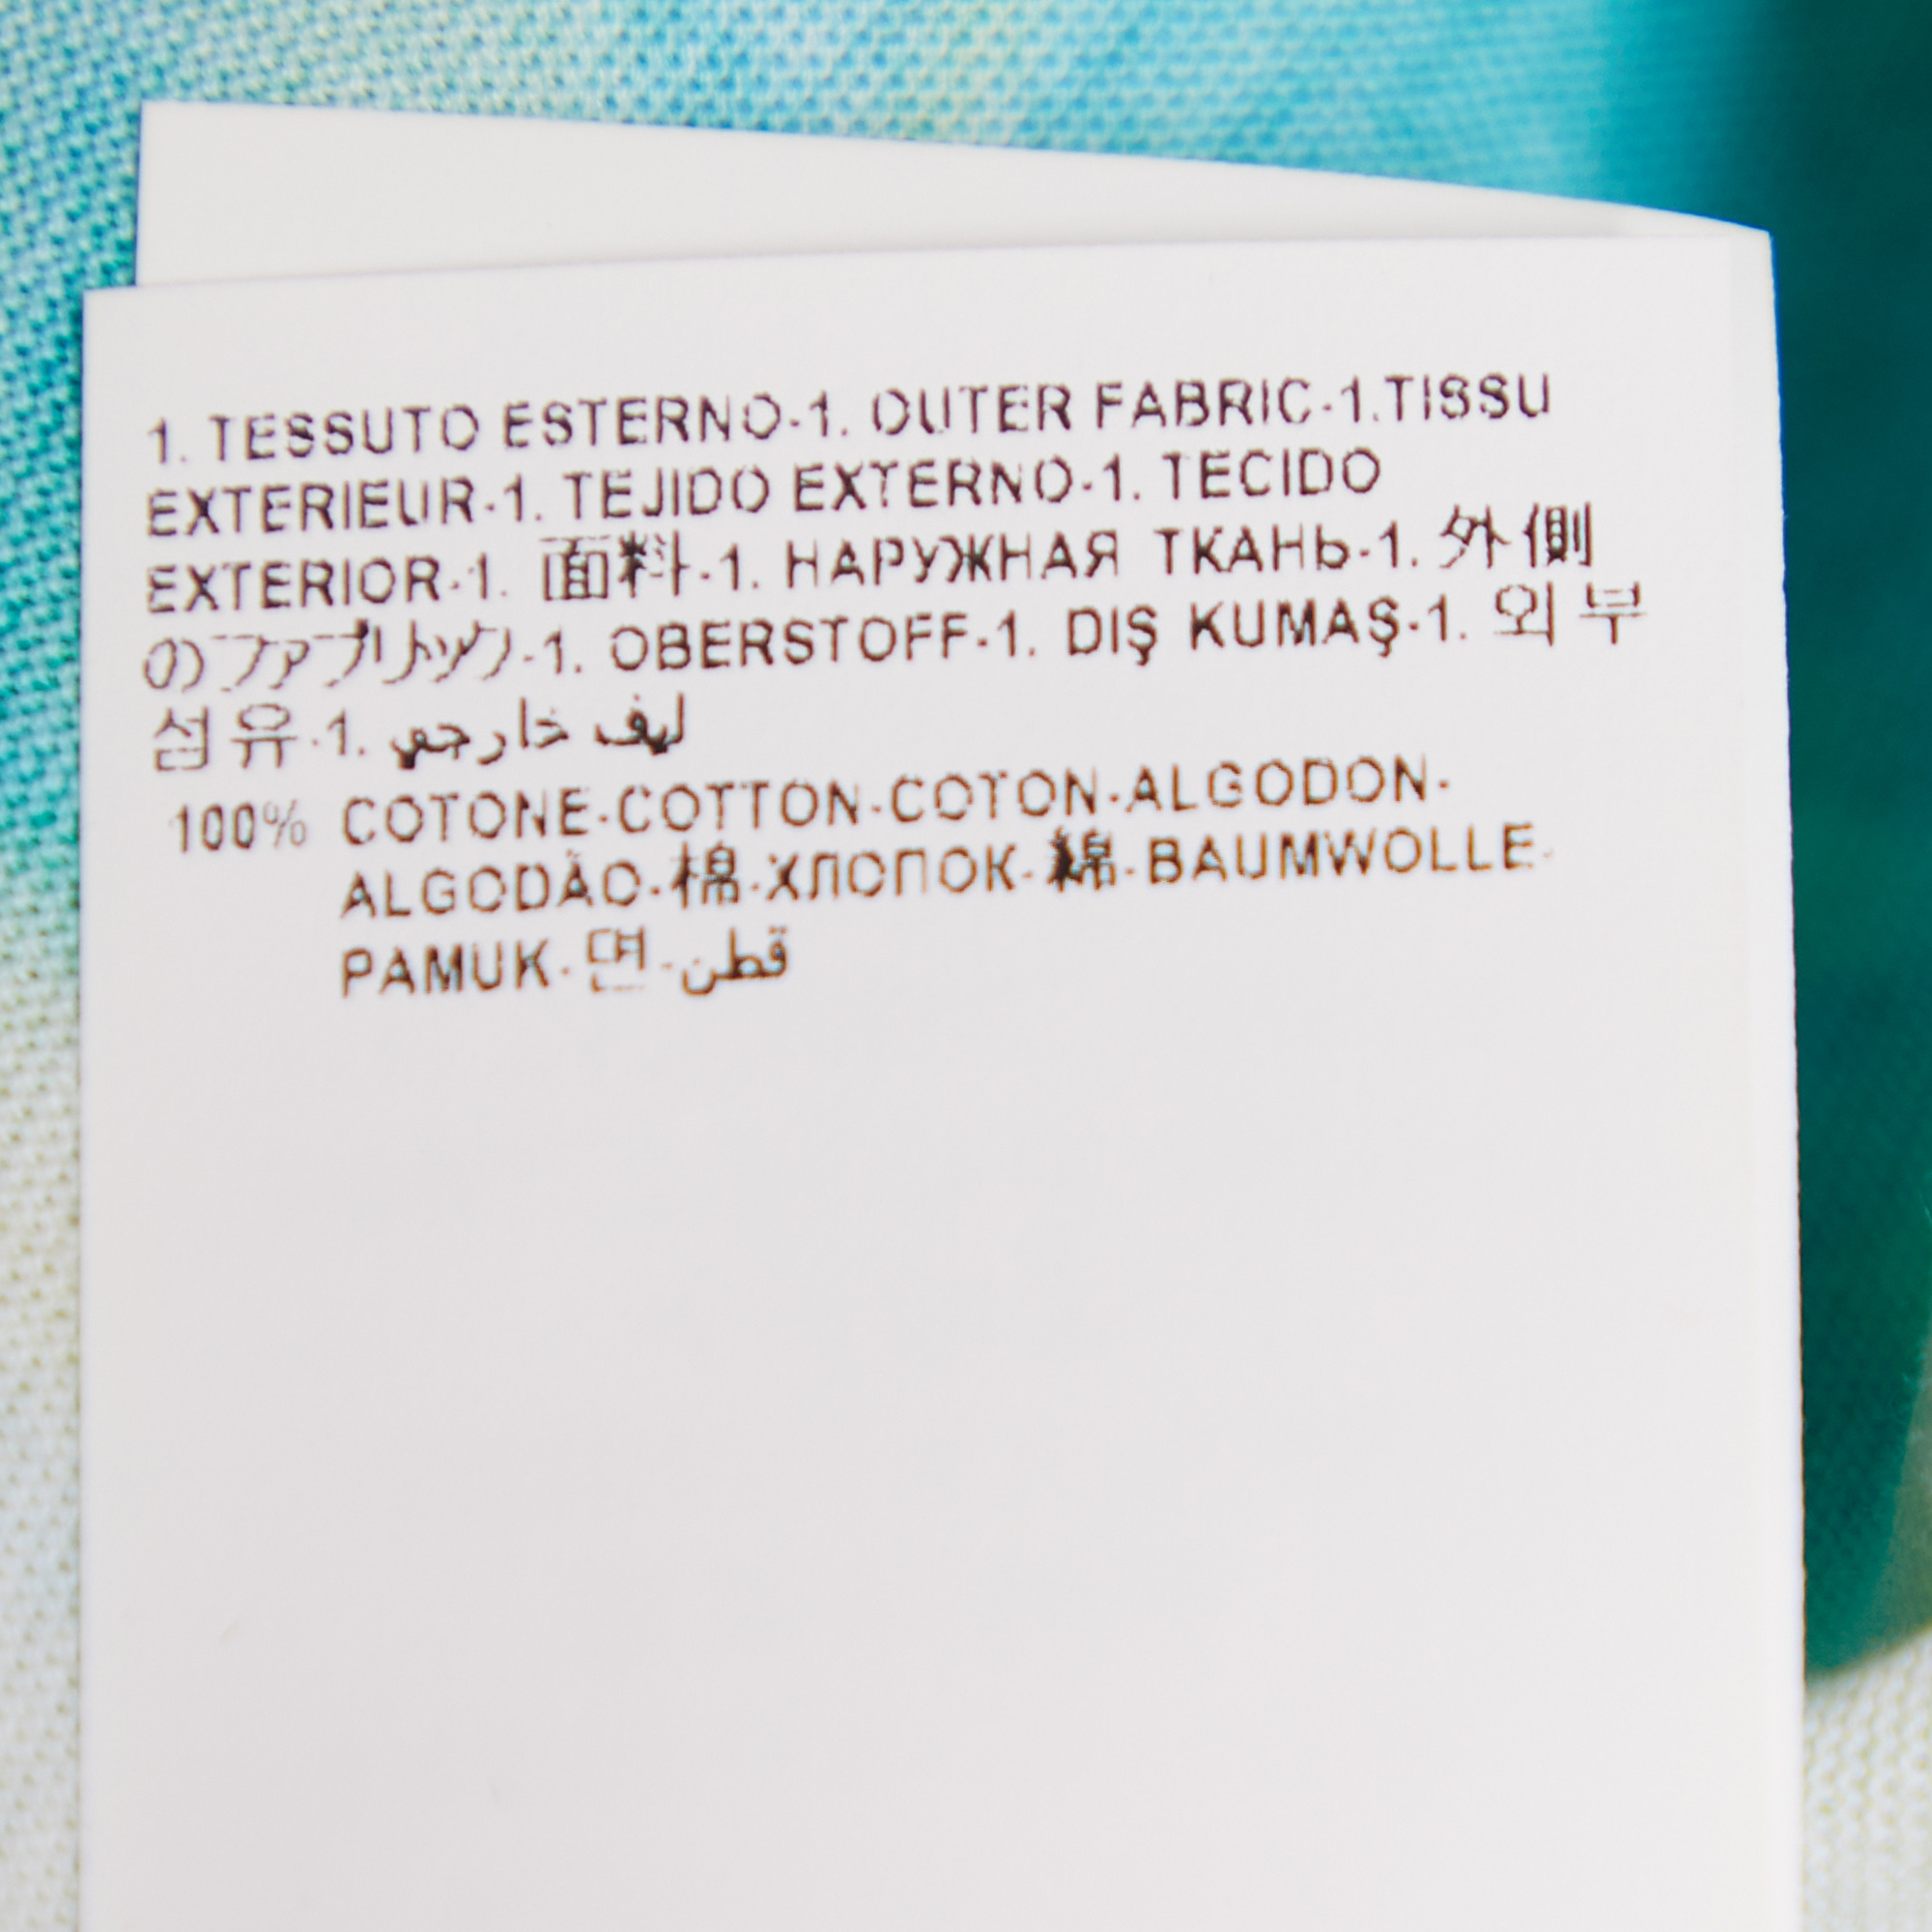 1. TESSUTO ESTERNO-1. OUTER FABRIC-1.TISSU
EXTERIEUR-1. TEJIDO EXTERNO-1. TECIDO
EXTERIOR-1. 面料-1. НАРУЖНАЯ ТКАНЬ-1. 外側
のファブリック-1. OBERSTOFF-1. DIŞ KUMAŞ-1. 외부
섬유-1. ليف خارجي
100% COTONE-COTTON-COTON-ALGODON-
ALGODÃO-棉-ХЛОПОК-綿-BAUMWOLLE-
PAMUK-면-قطن